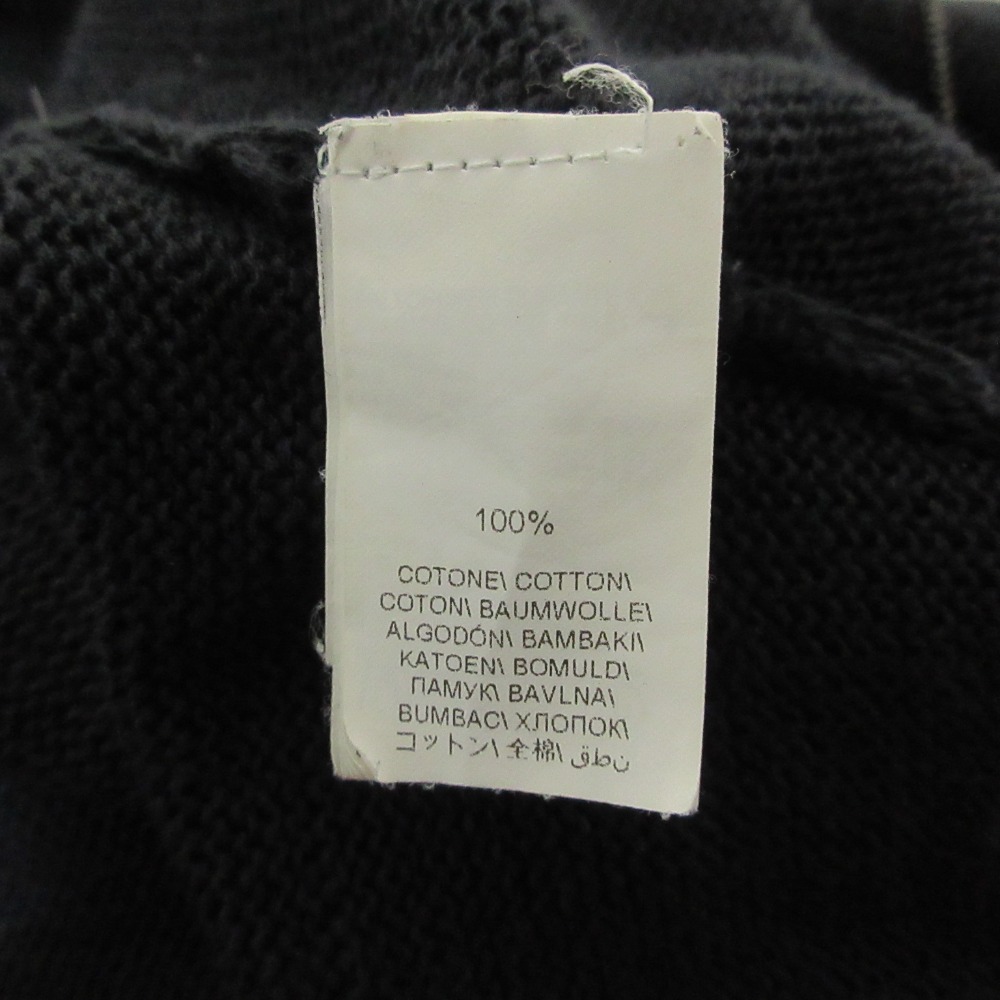 100%
COTONE\ COTTON\
COTON\ BAUMWOLLE\
ALGODÓN\ BAMBAKI\
KATOEN\ BOMULD\
ПАМУК\ BAVLNA\
BUMBAC\ ХЛОПОК\
コットン\ 全棉\ نطق